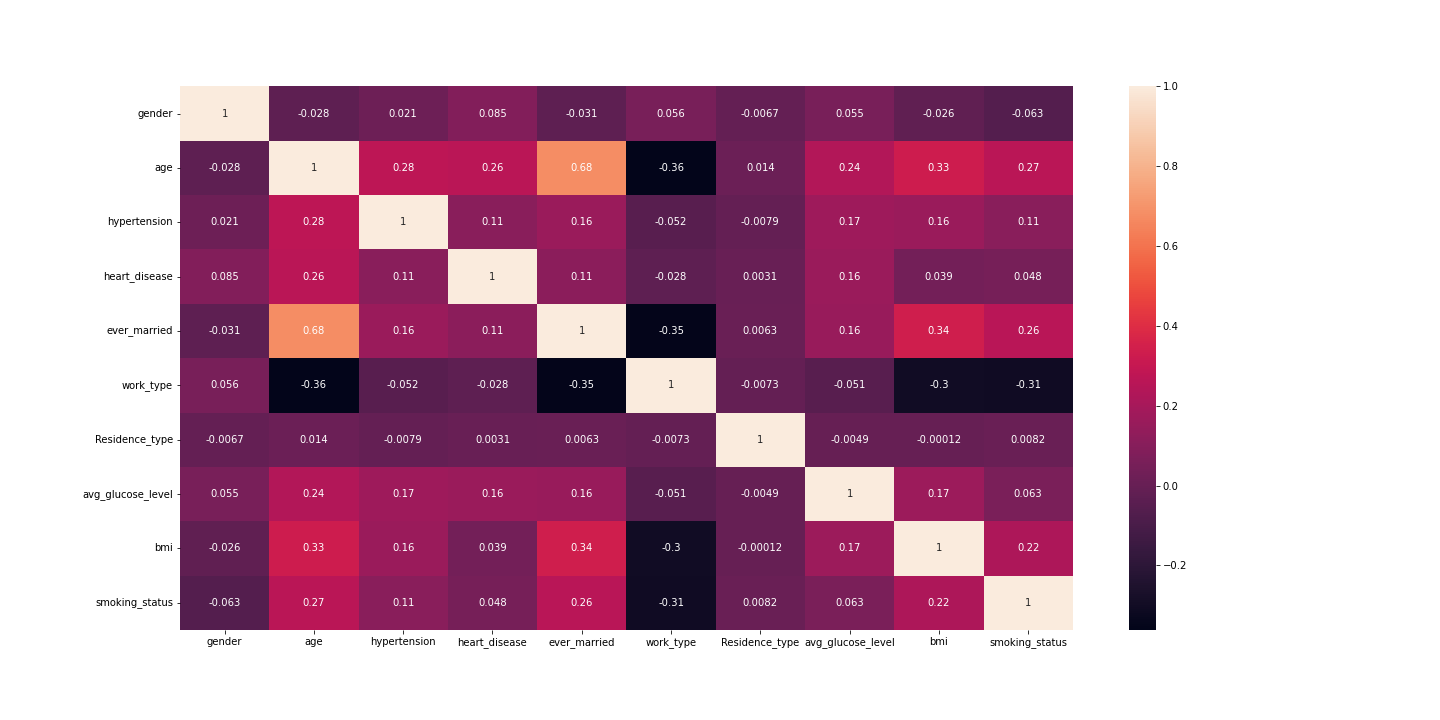 gender 1 -0.028 0.021 0.085 -0.031 0.056 -0.0067 0.055 -0.026 -0.063
age -0.028 1 0.28 0.26 0.68 -0.36 0.014 0.24 0.33 0.27
hypertension 0.021 0.28 1 0.11 0.16 -0.052 -0.0079 0.17 0.16 0.11
heart_disease 0.085 0.26 0.11 1 0.11 -0.028 0.0031 0.16 0.039 0.048
ever_married -0.031 0.68 0.16 0.11 1 -0.35 0.0063 0.16 0.34 0.26
work_type 0.056 -0.36 -0.052 -0.028 -0.35 1 -0.0073 -0.051 -0.3 -0.31
Residence_type -0.0067 0.014 -0.0079 0.0031 0.0063 -0.0073 1 -0.0049 -0.00012 0.0082
avg_glucose_level 0.055 0.24 0.17 0.16 0.16 -0.051 -0.0049 1 0.17 0.063
bmi -0.026 0.33 0.16 0.039 0.34 -0.3 -0.00012 0.17 1 0.22
smoking_status -0.063 0.27 0.11 0.048 0.26 -0.31 0.0082 0.063 0.22 1
gender age hypertension heart_disease ever_married work_type Residence_type avg_glucose_level bmi smoking_status
1.0
0.8
0.6
0.4
0.2
0.0
−0.2